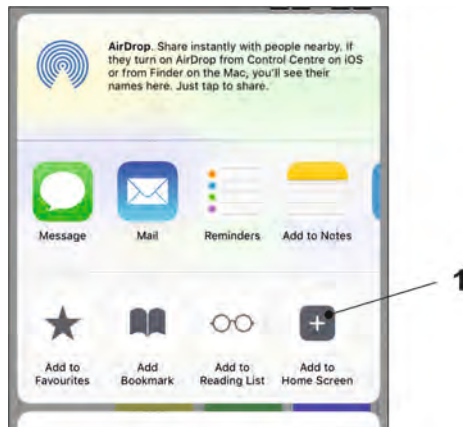 AirDrop. Share instantly with people nearby. If
they turn on AirDrop from Control Centre on iOS
or from Finder on the Mac, you'll see their
names here. Just tap to share.
Message Mail Reminders Add to Notes
1
Add to Favourites Add Bookmark Add to Reading List Add to Home Screen